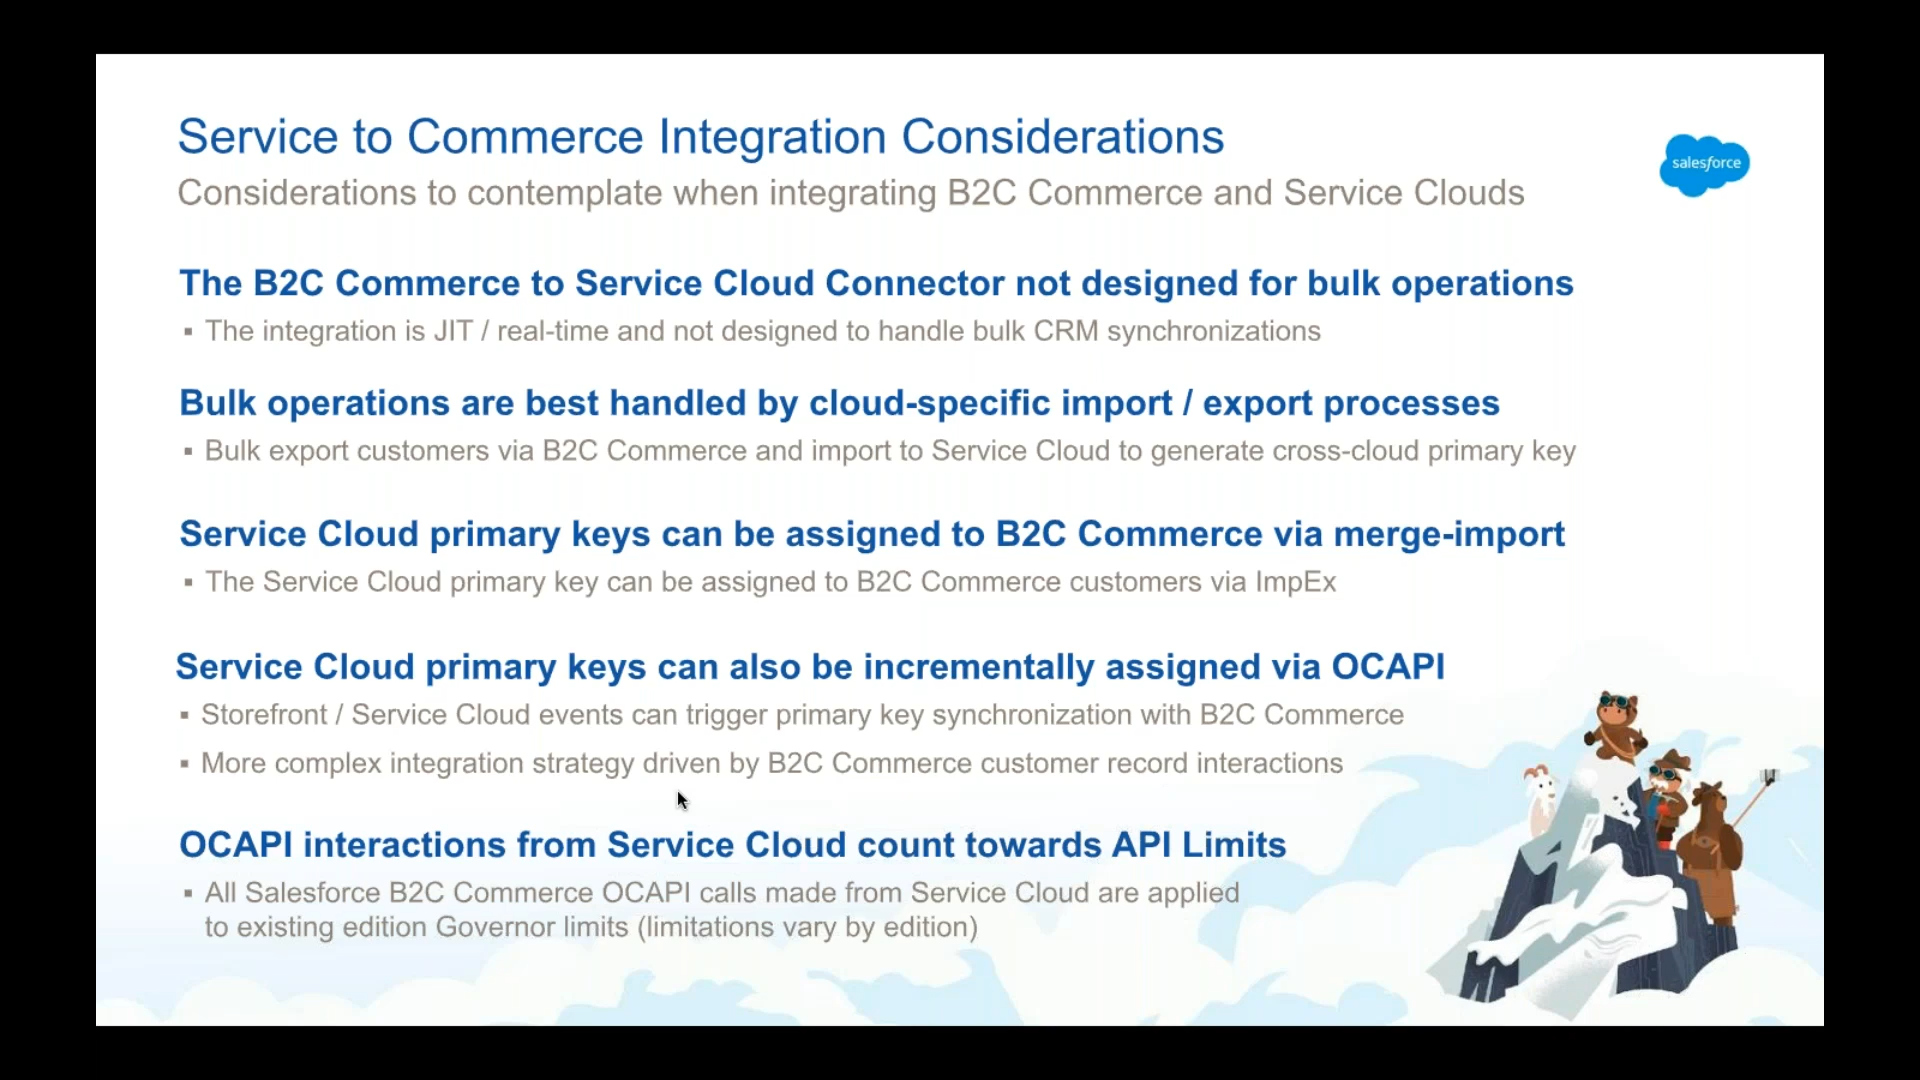 Service to Commerce Integration Considerations
salesforce
Considerations to contemplate when integrating B2C Commerce and Service Clouds
The B2C Commerce to Service Cloud Connector not designed for bulk operations
▪ The integration is JIT / real-time and not designed to handle bulk CRM synchronizations
Bulk operations are best handled by cloud-specific import / export processes
▪ Bulk export customers via B2C Commerce and import to Service Cloud to generate cross-cloud primary key
Service Cloud primary keys can be assigned to B2C Commerce via merge-import
▪ The Service Cloud primary key can be assigned to B2C Commerce customers via ImpEx
Service Cloud primary keys can also be incrementally assigned via OCAPI
▪ Storefront / Service Cloud events can trigger primary key synchronization with B2C Commerce
▪ More complex integration strategy driven by B2C Commerce customer record interactions
OCAPI interactions from Service Cloud count towards API Limits
▪ All Salesforce B2C Commerce OCAPI calls made from Service Cloud are applied
to existing edition Governor limits (limitations vary by edition)